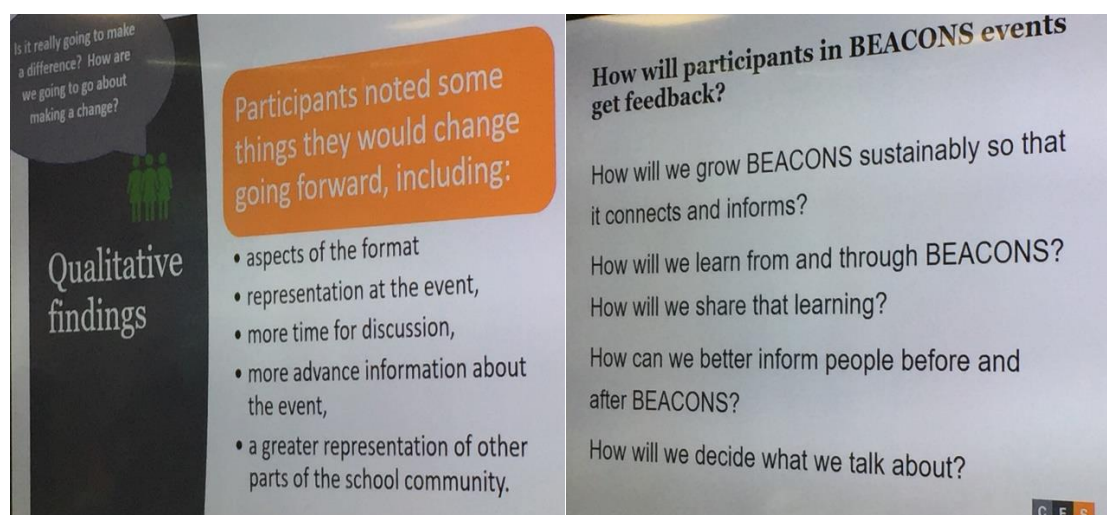 Is it really going to make
a difference? How are
we going to go about
making a change?
Qualitative
findings
Participants noted some
things they would change
going forward, including:
• aspects of the format
• representation at the event,
• more time for discussion,
• more advance information about
the event,
• a greater representation of other
parts of the school community.
How will participants in BEACONS events
get feedback?
How will we grow BEACONS sustainably so that
it connects and informs?
How will we learn from and through BEACONS?
How will we share that learning?
How can we better inform people before and
after BEACONS?
How will we decide what we talk about?
C E S